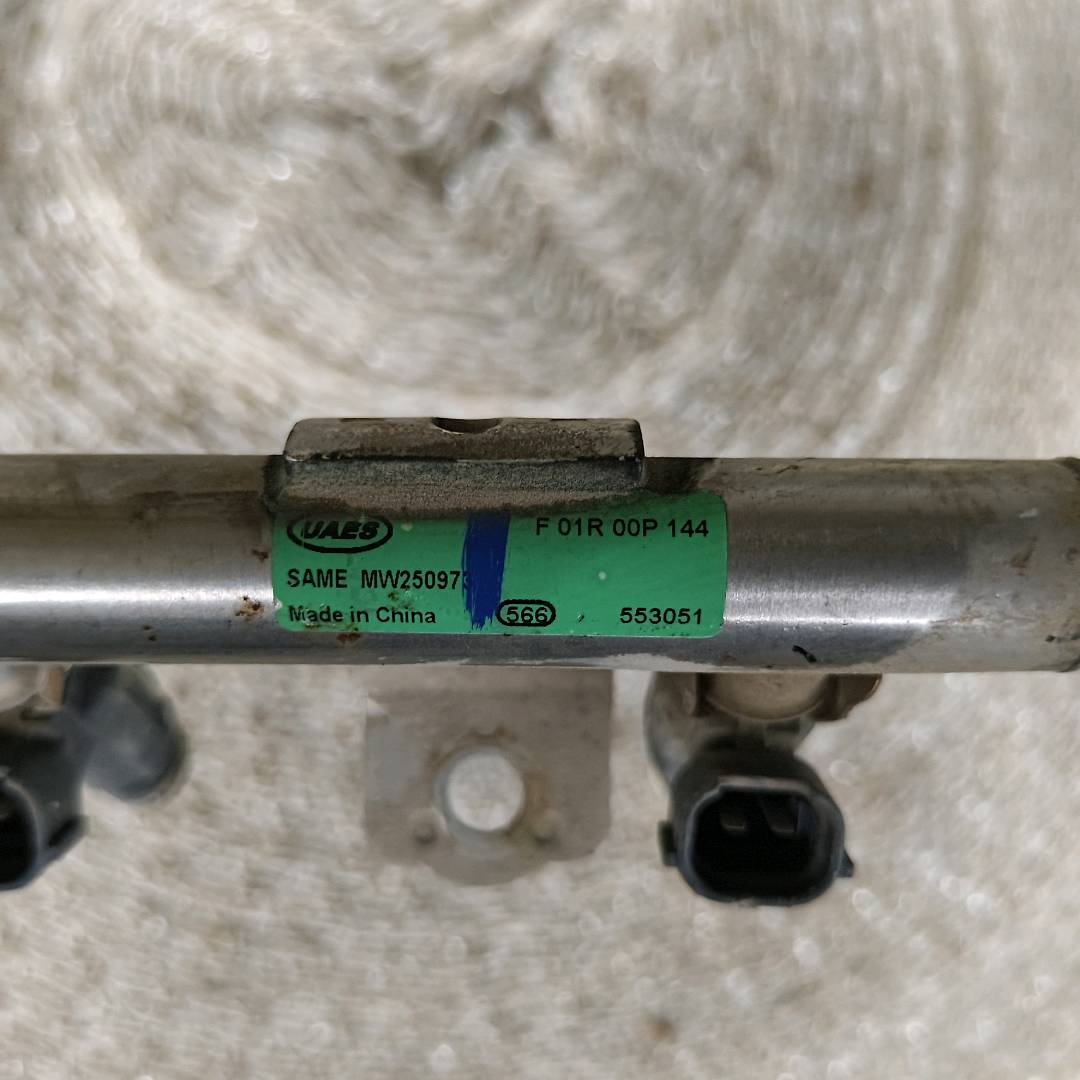 UAES F 01R 00P 144
SAME MW250973
Made in China 566 553051